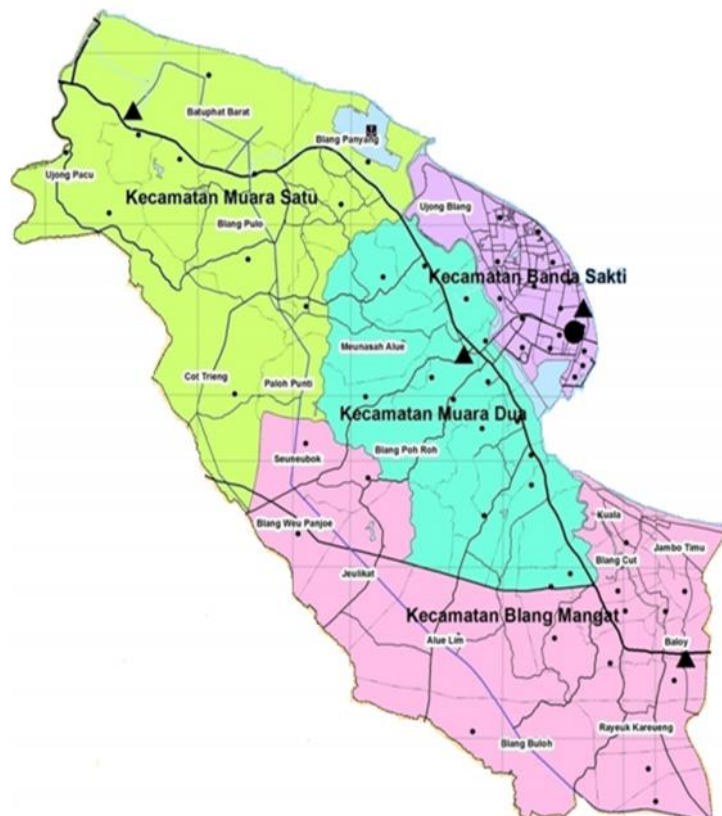 Batuphat Barat
Blang Panyang
Ujong Pacu
Kecamatan Muara Satu
Ujong Blang
Blang Pulo
Kecamatan Banda Sakti
Meunasah Alue
Cot Trieng
Paloh Punti
Kecamatan Muara Dua
Blang Poh Roh
Seuneubok
Blang Weu Panjoe
Kuala
Jambo Timu
Blang Cut
Jeulikat
Kecamatan Blang Mangat
Alue Lim
Baloy
Rayeuk Kareueng
Blang Buloh